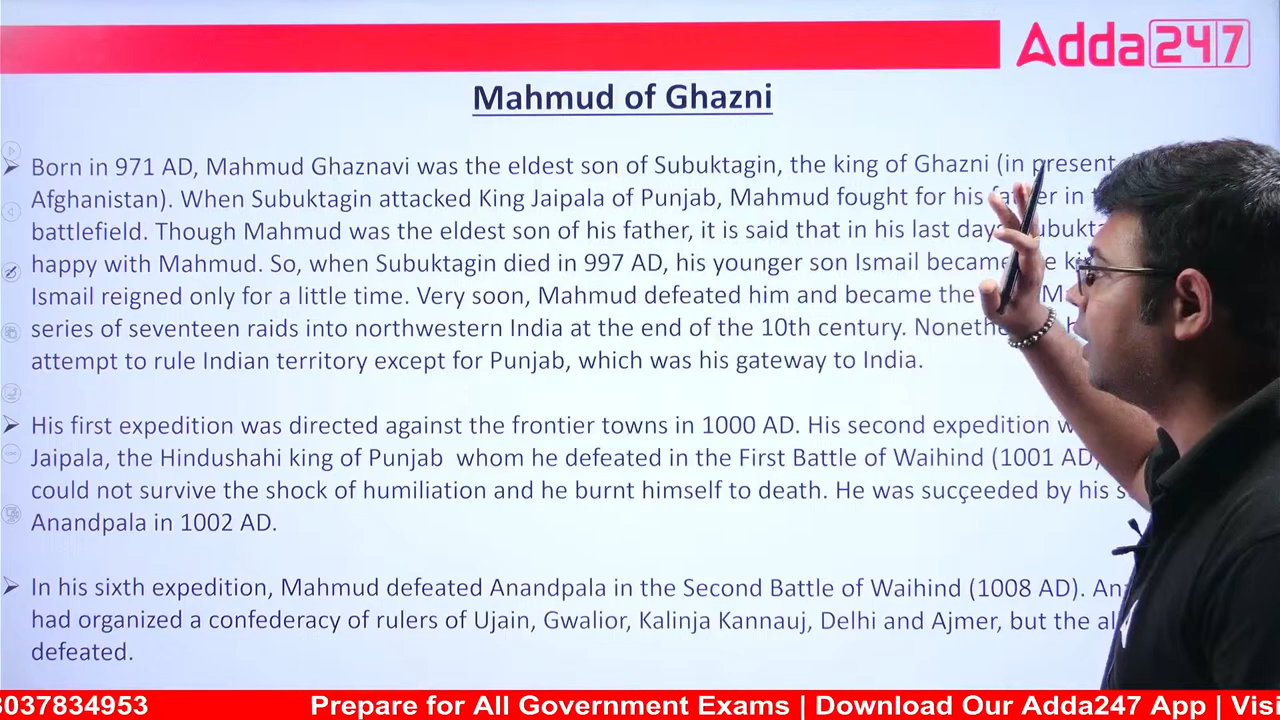 Adda247
Mahmud of Ghazni
Born in 971 AD, Mahmud Ghaznavi was the eldest son of Subuktagin, the king of Ghazni (in present
Afghanistan). When Subuktagin attacked King Jaipala of Punjab, Mahmud fought for his father in
battlefield. Though Mahmud was the eldest son of his father, it is said that in his last days
happy with Mahmud. So, when Subuktagin died in 997 AD, his younger son Ismail became
Ismail reigned only for a little time. Very soon, Mahmud defeated him and became the
series of seventeen raids into northwestern India at the end of the 10th century.
attempt to rule Indian territory except for Punjab, which was his gateway to India.
His first expedition was directed against the frontier towns in 1000 AD. His second expedition
Jaipala, the Hindushahi king of Punjab whom he defeated in the First Battle of Waihind (1001 AD)
could not survive the shock of humiliation and he burnt himself to death. He was succeeded by his
Anandpala in 1002 AD.
In his sixth expedition, Mahmud defeated Anandpala in the Second Battle of Waihind (1008 AD).
had organized a confederacy of rulers of Ujain, Gwalior, Kalinja Kannauj, Delhi and Ajmer, but the
defeated.
8037834953 Prepare for All Government Exams | Download Our Adda247 App |